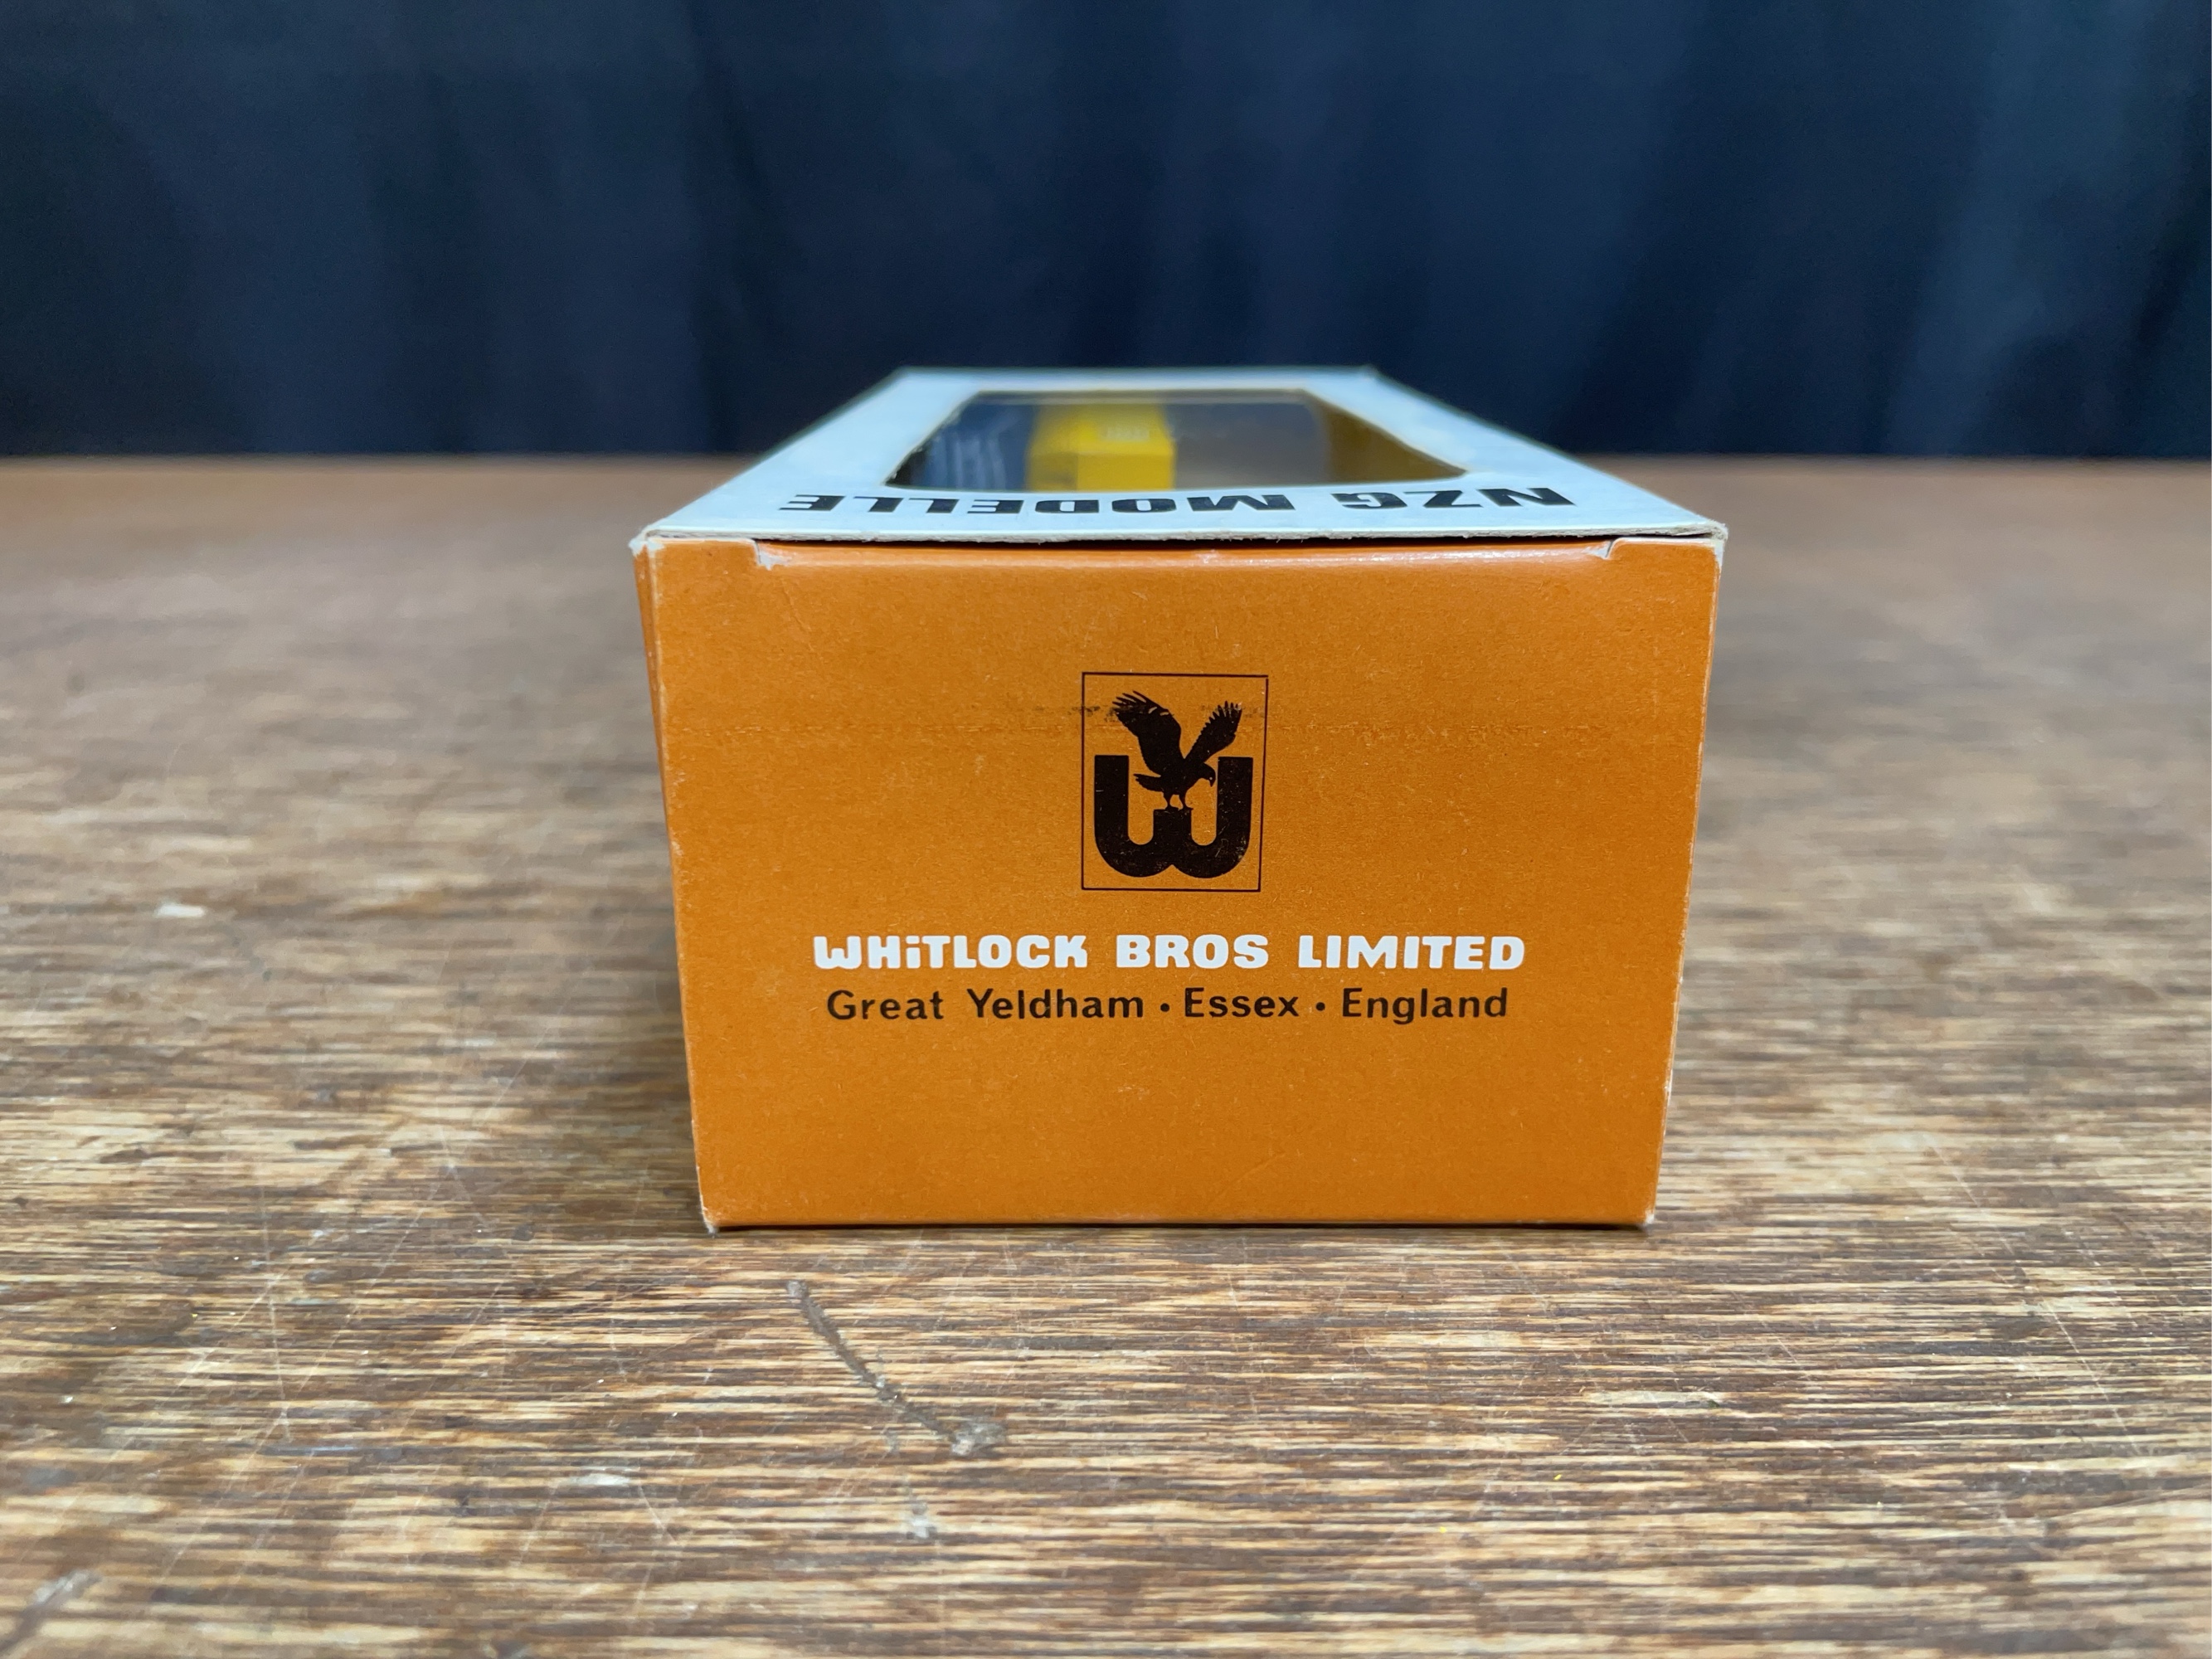 NZG MODELLE
W
WHiTLOCK BROS LIMITED
Great Yeldham • Essex • England